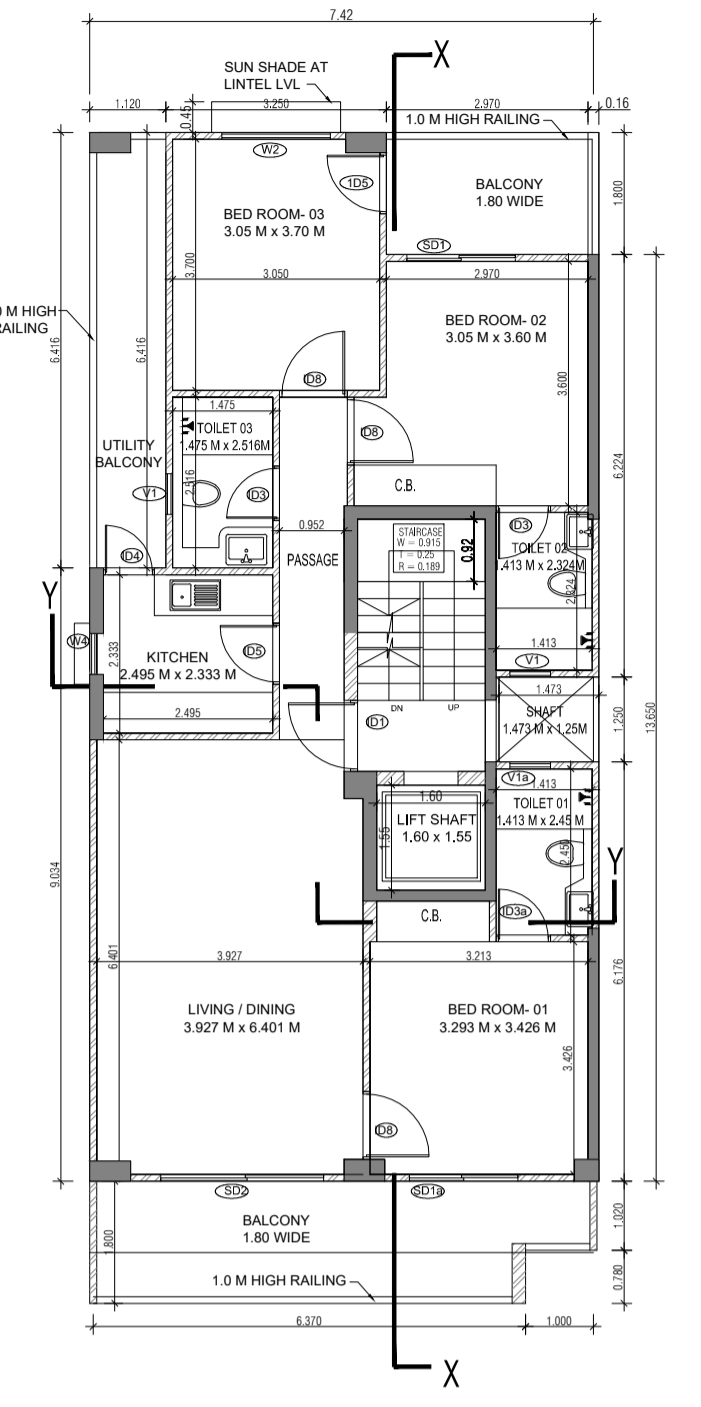 7.42
SUN SHADE AT
LINTEL LVL
X
1.120
0.45
3.250
2.970
0.16
1.0 M HIGH RAILING
W2
1D5
BALCONY
1.80 WIDE
1.800
BED ROOM- 03
3.05 M x 3.70 M
SD1
3.700
3.050
2.970
0 M HIGH
RAILING
BED ROOM- 02
3.05 M x 3.60 M
6.416
6.416
3.600
ID8
1.475
TOILET 03
1.475 M x 2.516M
ID8
6.224
UTILITY
BALCONY
2.516
V1
ID3
C.B.
0.952
STAIRCASE
W = 0.915
T = 0.25
R = 0.189
0.92
ID3
TOILET 02
1.413 M x 2.324M
2.324
ID4
PASSAGE
Y
W4
2.333
KITCHEN
2.495 M x 2.333 M
ID5
1.413
V1
2.495
DN
UP
ID1
1.473
SHAFT
1.473 M x 1.25M
1.250
13.650
V1a
1.413
TOILET 01
1.413 M x 2.45 M
2.450
1.60
LIFT SHAFT
1.60 x 1.55
1.55
Y
9.034
C.B.
ID3a
6.401
3.927
3.213
6.176
LIVING / DINING
3.927 M x 6.401 M
BED ROOM- 01
3.293 M x 3.426 M
3.426
ID8
SD2
SD1a
BALCONY
1.80 WIDE
1.800
1.020
1.0 M HIGH RAILING
0.780
6.370
1.000
X